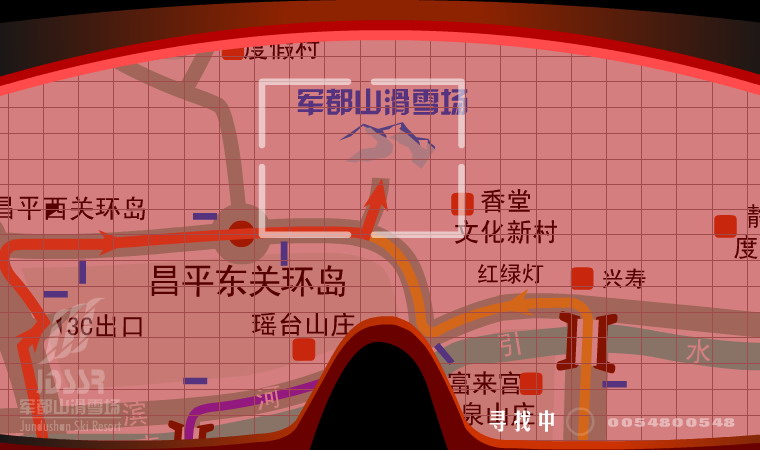 度假村
军都山滑雪场
昌平西关环岛
香堂
文化新村
静
度
昌平东关环岛
红绿灯
兴寿
13C出口
瑶台山庄
引
水
JDSSR
富来宫
河
军都山滑雪场
滨
泉山庄
寻找中
0054800548
Jundushan Ski Resort